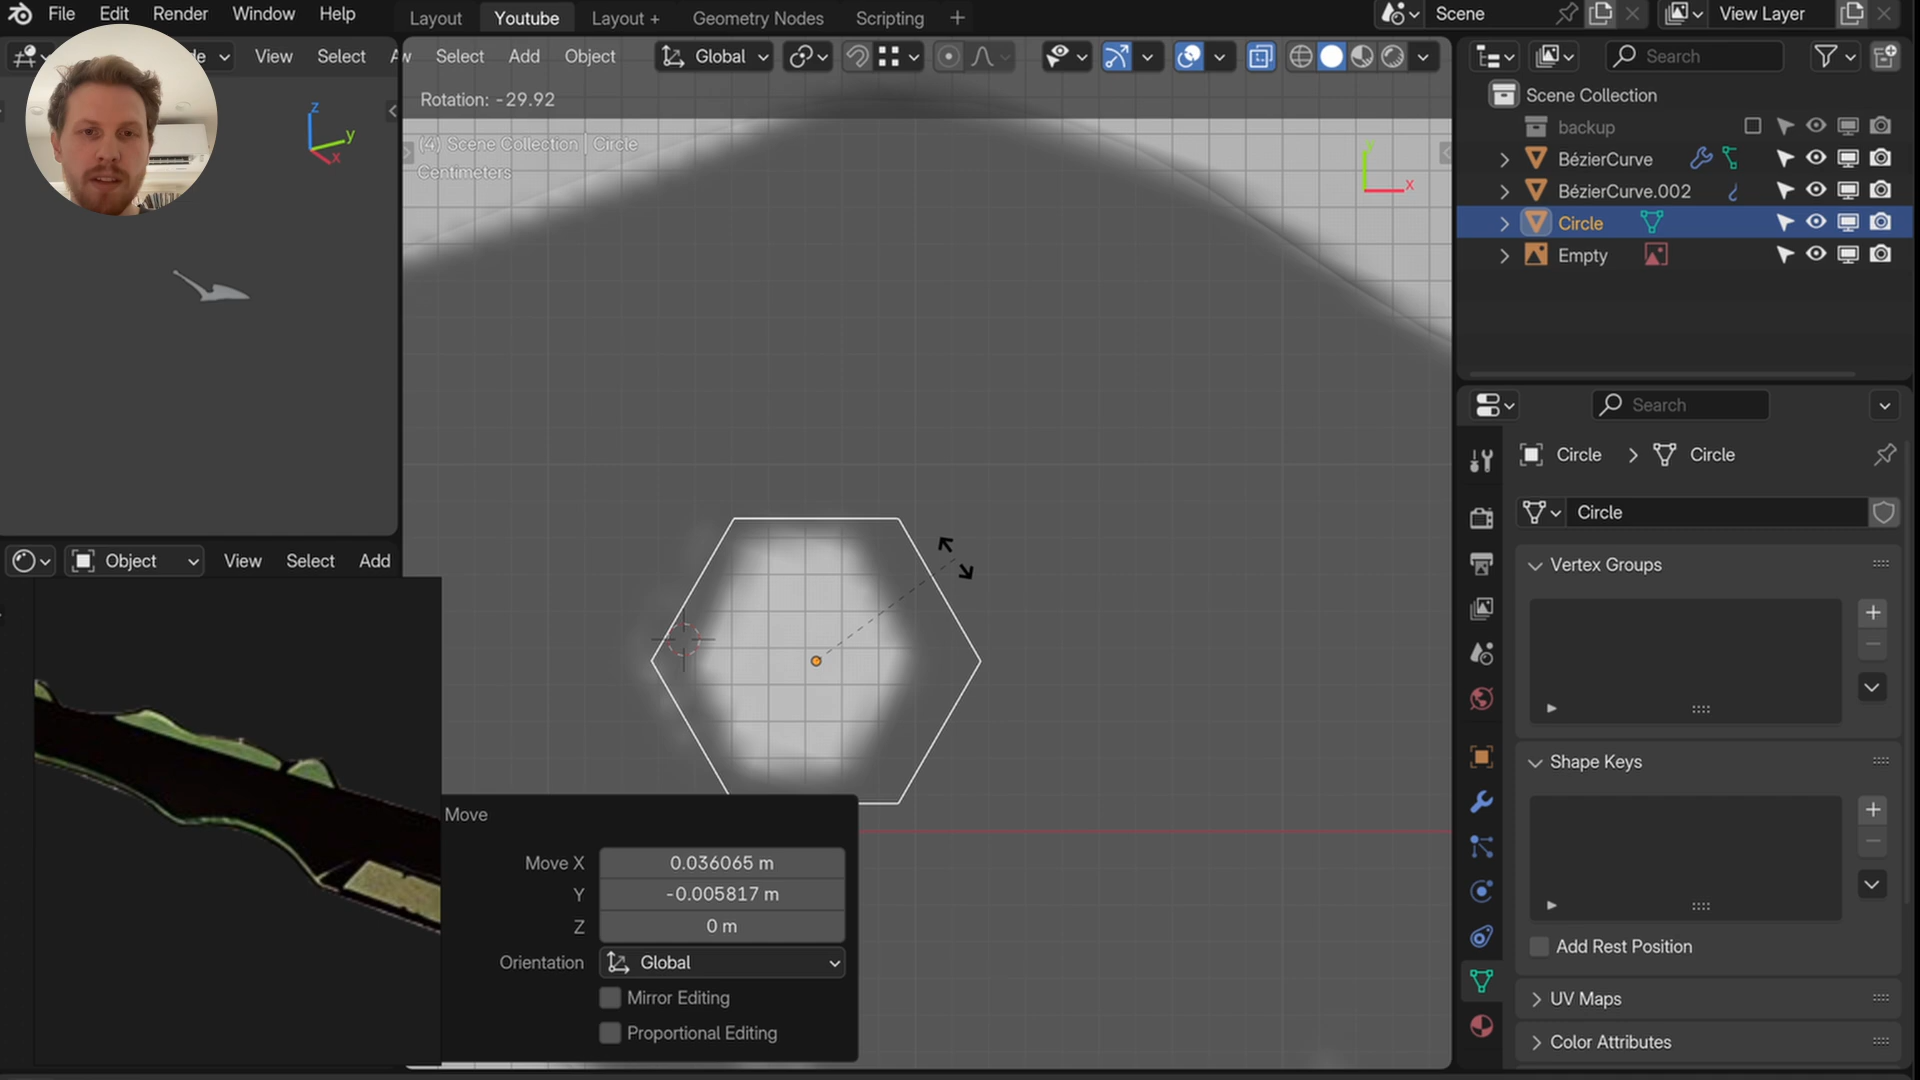 File Edit Render Window Help
Layout Youtube Layout + Geometry Nodes Scripting +
Scene
View Layer
View Select
Select Add Object
Global
Search
Rotation: -29.92
(4) Scene Collection | Circle
Centimeters
z
y
x
y
x
Scene Collection
backup
BézierCurve
BézierCurve.002
Circle
Empty
Search
Circle > Circle
Circle
Vertex Groups
Shape Keys
Add Rest Position
UV Maps
Color Attributes
Object View Select Add
Move
Move X 0.036065 m
Y -0.005817 m
Z 0 m
Orientation Global
Mirror Editing
Proportional Editing